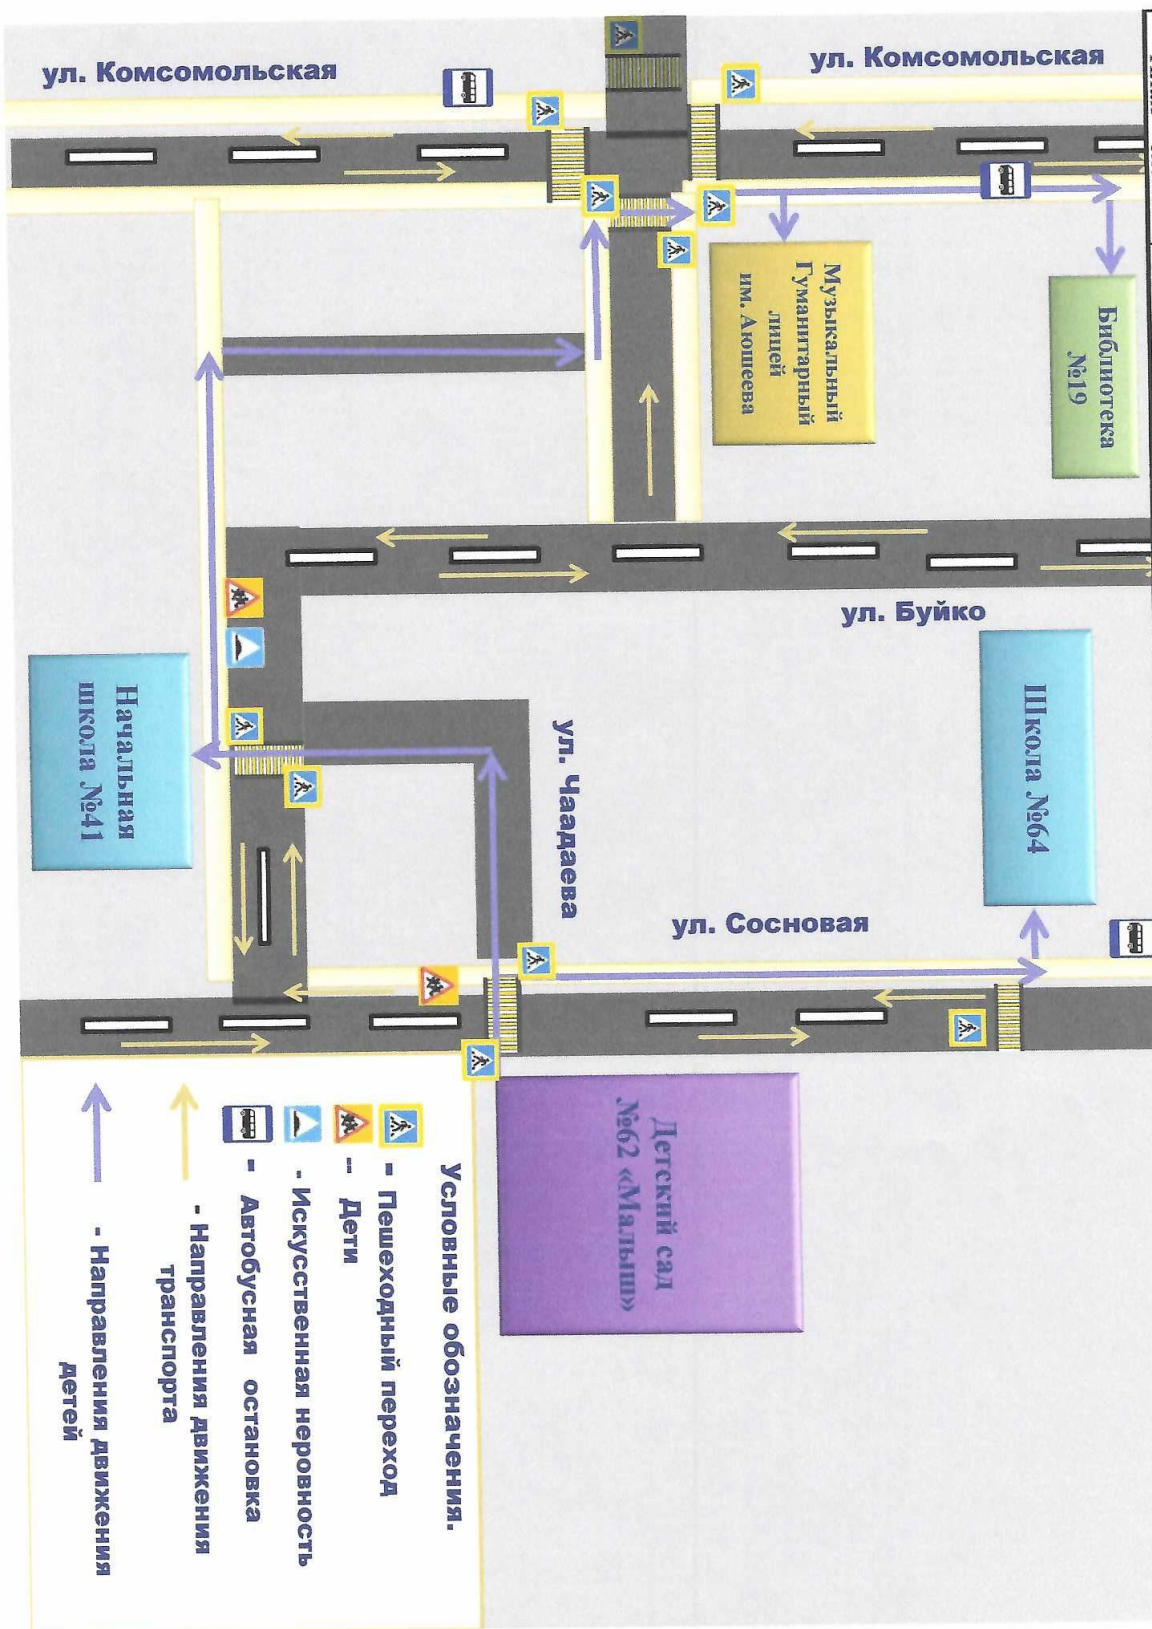 ул. Комсомольская
ул. Комсомольская
Музыкальный
Гуманитарный
лицей
им. Аюшеева
Библиотека
№19
ул. Буйко
Школа №64
Начальная
школа №41
ул. Чаадаева
ул. Сосновая
Детский сад
№62 «Малыш»
Условные обозначения.
- Пешеходный переход
-- Дети
- Искусственная неровность
- Автобусная остановка
- Направления движения
транспорта
- Направления движения
детей